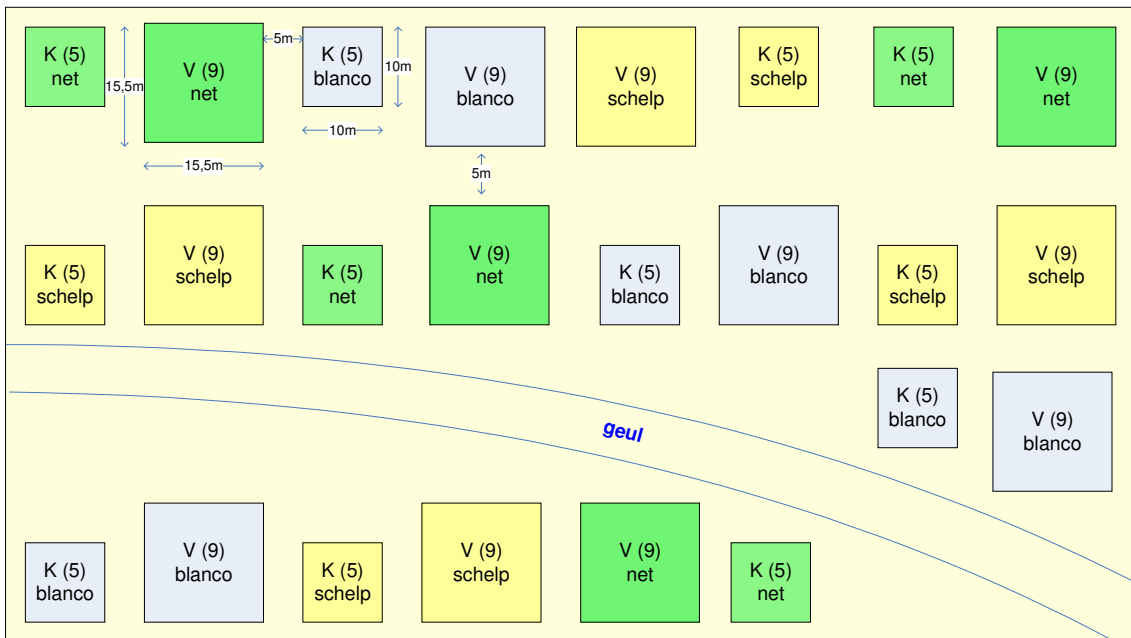 K (5)
net
15,5m
V (9)
net
15,5m
5m
K (5)
blanco
10m
10m
V (9)
blanco
5m
V (9)
schelp
K (5)
schelp
K (5)
net
V (9)
net
K (5)
schelp
V (9)
schelp
K (5)
net
V (9)
net
K (5)
blanco
V (9)
blanco
K (5)
schelp
V (9)
schelp
K (5)
blanco
V (9)
blanco
geul
K (5)
blanco
V (9)
blanco
K (5)
schelp
V (9)
schelp
V (9)
net
K (5)
net